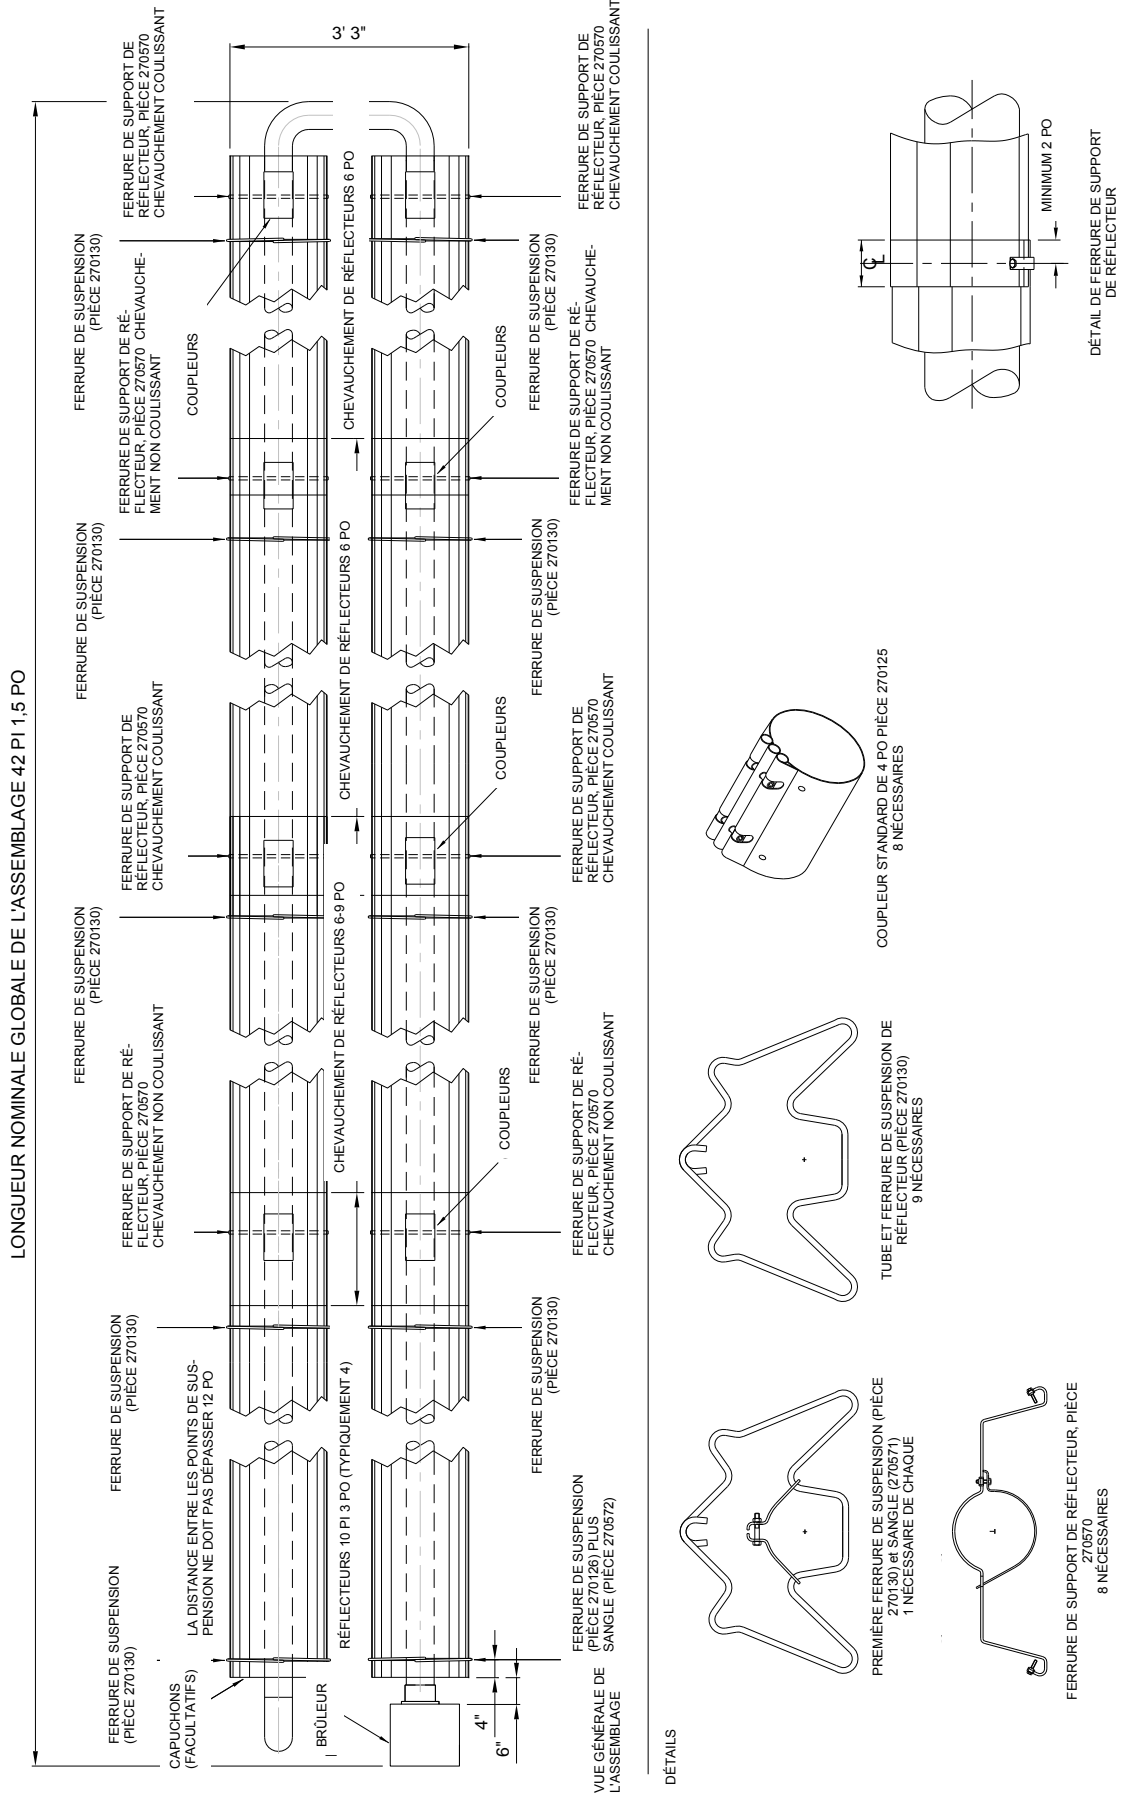 LONGUEUR NOMINALE GLOBALE DE L'ASSEMBLAGE 42 PI 1,5 PO
FERRURE DE SUSPENSION
(PIÈCE 270130)
FERRURE DE SUSPENSION
(PIÈCE 270130)
FERRURE DE SUPPORT DE RÉ-
FLECTEUR, PIÈCE 270570
CHEVAUCHEMENT NON COULISSANT
FERRURE DE SUSPENSION
(PIÈCE 270130)
FERRURE DE SUPPORT DE
RÉFLECTEUR, PIÈCE 270570
CHEVAUCHEMENT COULISSANT
FERRURE DE SUSPENSION
(PIÈCE 270130)
FERRURE DE SUPPORT DE RÉ-
FLECTEUR, PIÈCE 270570 CHEVAUCHE-
MENT NON COULISSANT
FERRURE DE SUSPENSION
(PIÈCE 270130)
FERRURE DE SUPPORT DE
RÉFLECTEUR, PIÈCE 270570
CHEVAUCHEMENT COULISSANT
CAPUCHONS
(FACULTATIFS)
LA DISTANCE ENTRE LES POINTS DE SUS-
PENSION NE DOIT PAS DÉPASSER 12 PO
COUPLEURS
3' 3"
BRÛLEUR
RÉFLECTEURS 10 PI 3 PO (TYPIQUEMENT 4)
CHEVAUCHEMENT DE RÉFLECTEURS 6-9 PO
CHEVAUCHEMENT DE RÉFLECTEURS 6 PO
CHEVAUCHEMENT DE RÉFLECTEURS 6 PO
4"
6"
COUPLEURS
COUPLEURS
COUPLEURS
FERRURE DE SUSPENSION
(PIÈCE 270126) PLUS
SANGLE (PIÈCE 270572)
FERRURE DE SUSPENSION
(PIÈCE 270130)
FERRURE DE SUPPORT DE RÉ-
FLECTEUR, PIÈCE 270570
CHEVAUCHEMENT NON COULISSANT
FERRURE DE SUSPENSION
(PIÈCE 270130)
FERRURE DE SUPPORT DE
RÉFLECTEUR, PIÈCE 270570
CHEVAUCHEMENT COULISSANT
FERRURE DE SUSPENSION
(PIÈCE 270130)
FERRURE DE SUPPORT DE RÉ-
FLECTEUR, PIÈCE 270570 CHEVAUCHE-
MENT NON COULISSANT
FERRURE DE SUSPENSION
(PIÈCE 270130)
FERRURE DE SUPPORT DE
RÉFLECTEUR, PIÈCE 270570
CHEVAUCHEMENT COULISSANT
VUE GÉNÉRALE DE
L'ASSEMBLAGE
DÉTAILS
PREMIÈRE FERRURE DE SUSPENSION (PIÈCE
270130) et SANGLE (270571)
1 NÉCESSAIRE DE CHAQUE
TUBE ET FERRURE DE SUSPENSION DE
RÉFLECTEUR (PIÈCE 270130)
9 NÉCESSAIRES
COUPLEUR STANDARD DE 4 PO PIÈCE 270125
8 NÉCESSAIRES
CL
MINIMUM 2 PO
DÉTAIL DE FERRURE DE SUPPORT
DE RÉFLECTEUR
FERRURE DE SUPPORT DE RÉFLECTEUR, PIÈCE
270570
8 NÉCESSAIRES